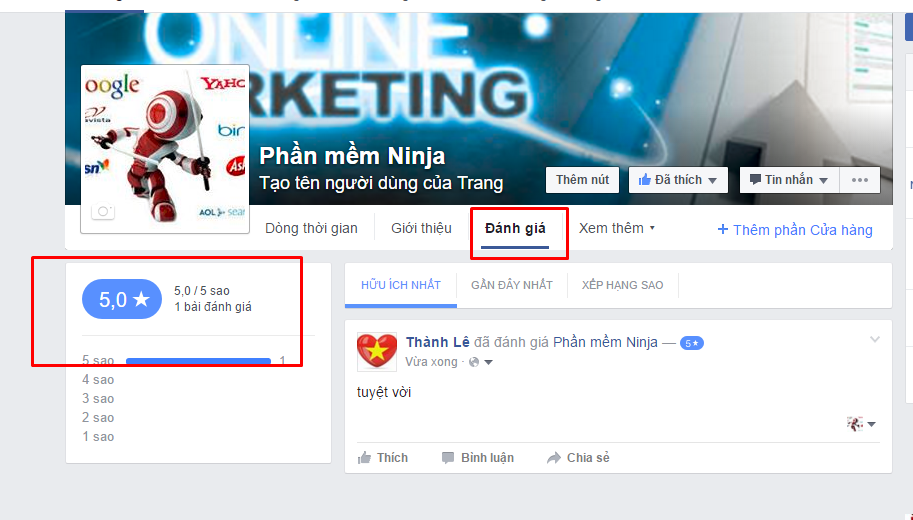 ONLINE
RKETING
oogle
YAHO
vista
bin
sn
Ask
AOL sear
Phần mềm Ninja
Tạo tên người dùng của Trang
Thêm nút
Đã thích
Tin nhắn
Dòng thời gian
Giới thiệu
Đánh giá
Xem thêm
+ Thêm phần Cửa hàng
5,0 ★
5,0 / 5 sao
1 bài đánh giá
5 sao 1
4 sao
3 sao
2 sao
1 sao
HỮU ÍCH NHẤT
GẦN ĐÂY NHẤT
XẾP HẠNG SAO
Thành Lê đã đánh giá Phần mềm Ninja — 5★
Vừa xong ·
tuyệt vời
Thích
Bình luận
Chia sẻ